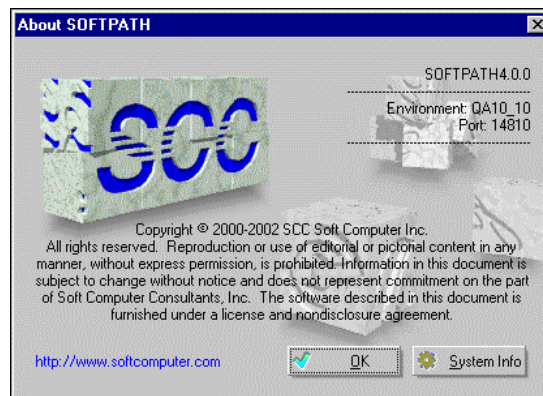 About SOFTPATH
SCC
SOFTPATH4.0.0
Environment: QA10_10
Port: 14810
Copyright © 2000-2002 SCC Soft Computer Inc.
All rights reserved. Reproduction or use of editorial or pictorial content in any
manner, without express permission, is prohibited. Information in this document is
subject to change without notice and does not represent commitment on the part
of Soft Computer Consultants, Inc. The software described in this document is
furnished under a license and nondisclosure agreement.
http://www.softcomputer.com
OK
System Info